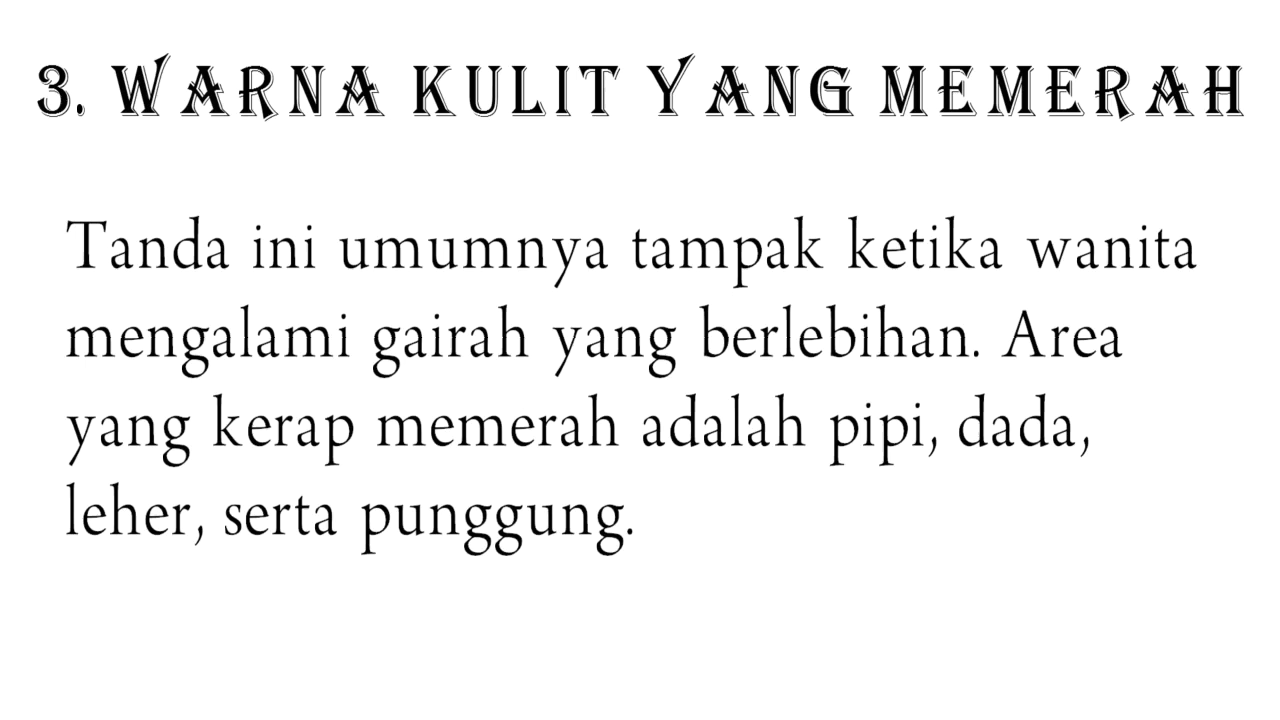 3. WARNA KULIT YANG MEMERAH
Tanda ini umumnya tampak ketika wanita
mengalami gairah yang berlebihan. Area
yang kerap memerah adalah pipi, dada,
leher, serta punggung.